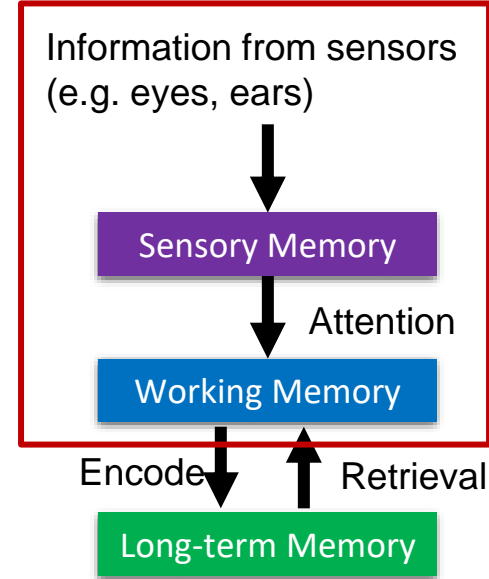 Information from sensors
(e.g. eyes, ears)
Sensory Memory
Attention
Working Memory
Encode
Retrieval
Long-term Memory